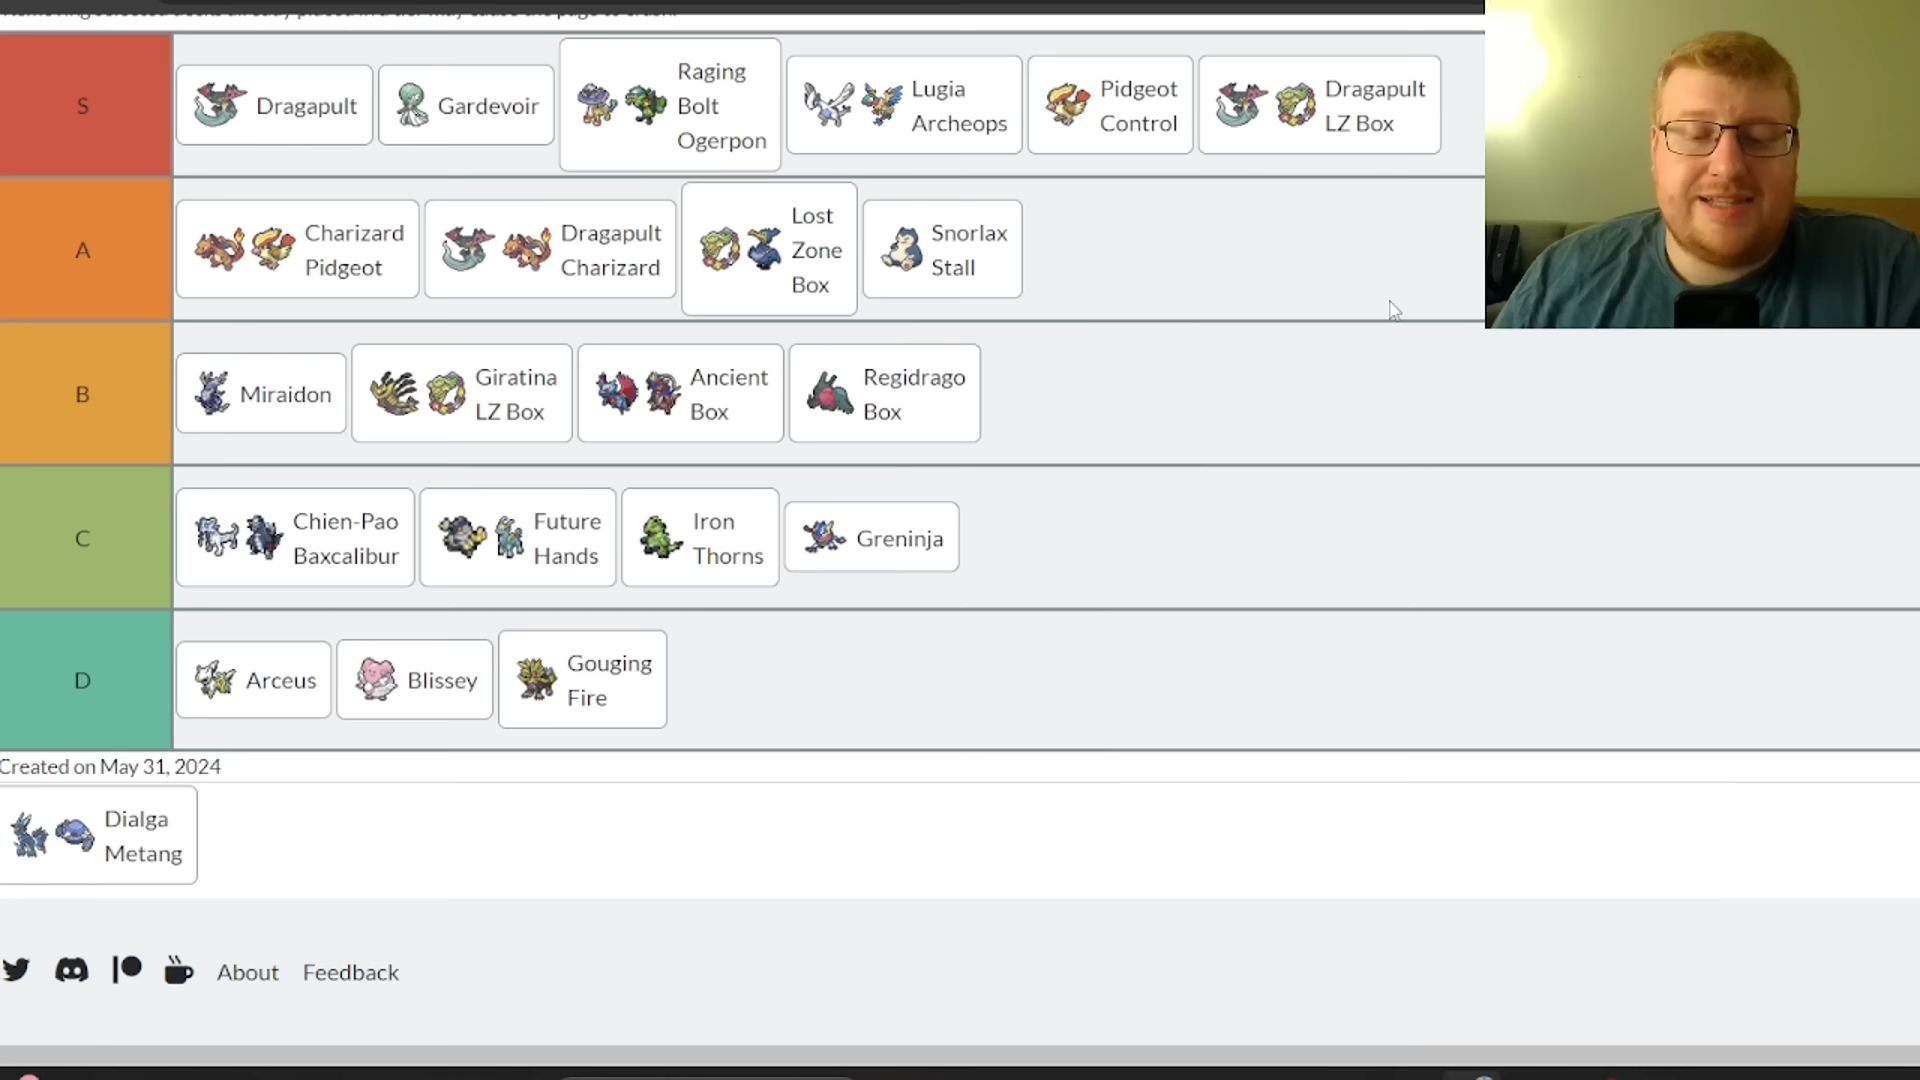 S
Dragapult
Gardevoir
Raging
Bolt
Ogerpon
Lugia
Archeops
Pidgeot
Control
Dragapult
LZ Box
A
Charizard
Pidgeot
Dragapult
Charizard
Lost
Zone
Box
Snorlax
Stall
B
Miraidon
Giratina
LZ Box
Ancient
Box
Regidrago
Box
C
Chien-Pao
Baxcalibur
Future
Hands
Iron
Thorns
Greninja
D
Arceus
Blissey
Gouging
Fire
Created on May 31, 2024
Dialga
Metang
About
Feedback